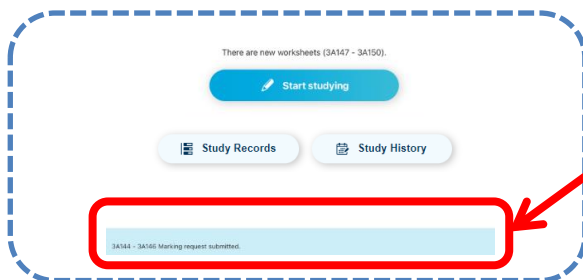 There are new worksheets (3A147 - 3A150).
Start studying
Study Records
Study History
3A144 - 3A146 Marking request submitted.